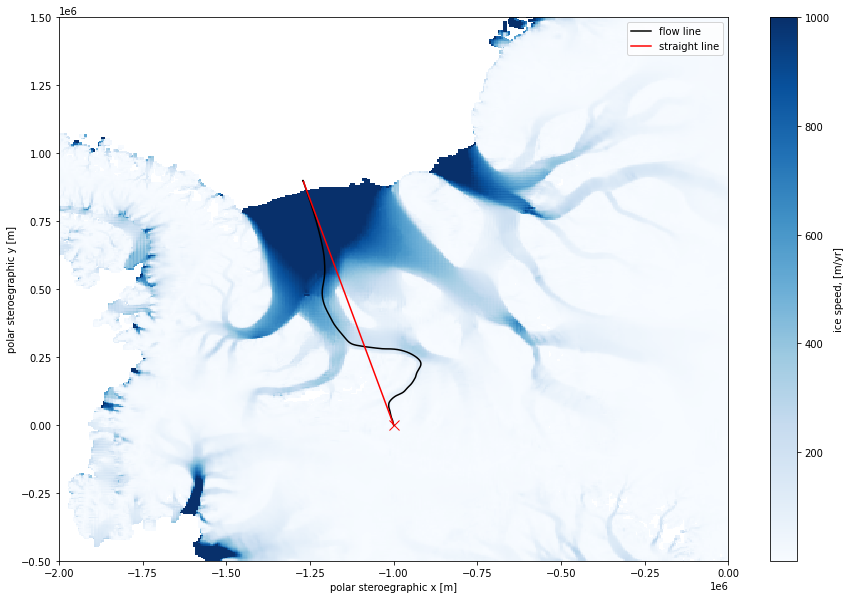 1e6
1.50
1.25
1.00
0.75
0.50
0.25
0.00
−0.25
−0.50
polar steroegraphic y [m]
flow line
straight line
−2.00 −1.75 −1.50 −1.25 −1.00 −0.75 −0.50 −0.25 0.00
polar steroegraphic x [m]
1e6
1000
800
600
400
200
ice speed, [m/yr]